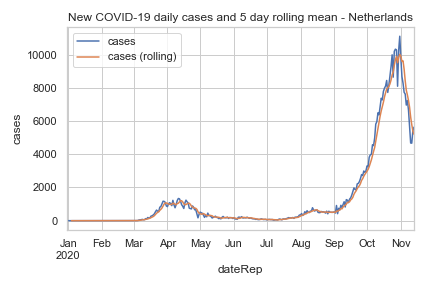 New COVID-19 daily cases and 5 day rolling mean - Netherlands
cases
cases (rolling)
10000
8000
6000
4000
2000
0
cases
Jan Feb Mar Apr May Jun Jul Aug Sep Oct Nov
2020
dateRep